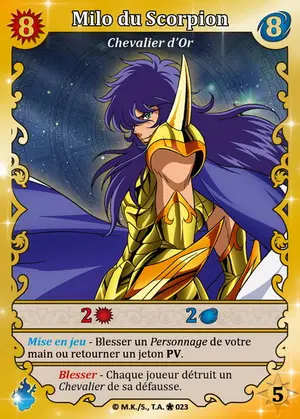 8 Milo du Scorpion 8
Chevalier d'Or
2 2
Mise en jeu - Blesser un Personnage de votre
main ou retourner un jeton PV.
Blesser - Chaque joueur détruit un
Chevalier de sa défausse.
5
© M.K./S., T.A. 023